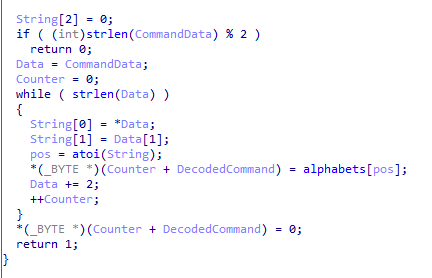 String[2] = 0;
if ( (int)strlen(CommandData) % 2 )
return 0;
Data = CommandData;
Counter = 0;
while ( strlen(Data) )
{
String[0] = *Data;
String[1] = Data[1];
pos = atoi(String);
*(_BYTE *)(Counter + DecodedCommand) = alphabets[pos];
Data += 2;
++Counter;
}
*(_BYTE *)(Counter + DecodedCommand) = 0;
return 1;
}